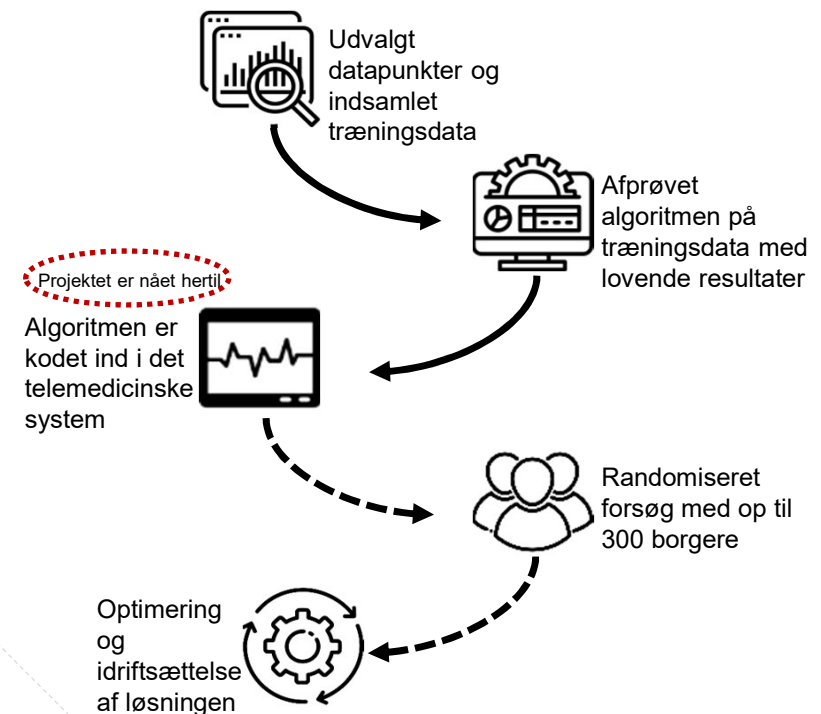 Udvalgt
datapunkter og
indsamlet
træningsdata
Afprøvet
algoritmen på
træningsdata med
lovende resultater
Projektet er nået hertil
Algoritmen er
kodet ind i det
telemedicinske
system
Randomiseret
forsøg med op til
300 borgere
Optimering
og
idriftsættelse
af løsningen